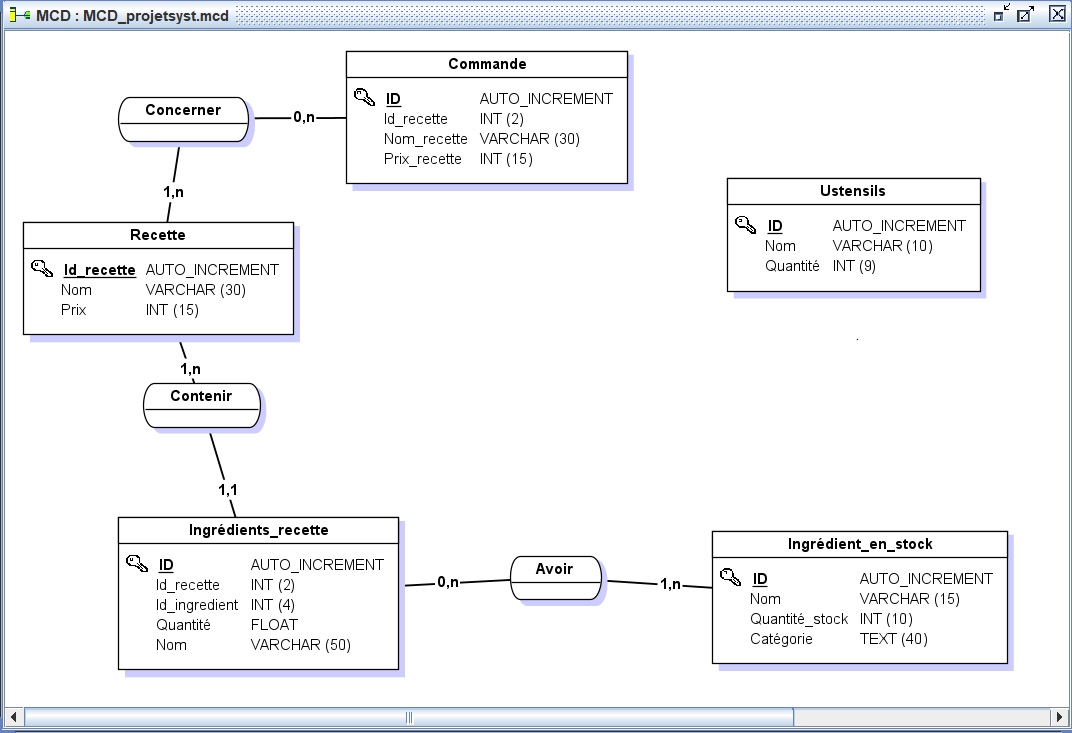 MCD : MCD_projetsyst.mcd
Commande
ID AUTO_INCREMENT
Id_recette INT (2)
Nom_recette VARCHAR (30)
Prix_recette INT (15)
Concerner
0,n
1,n
Ustensils
ID AUTO_INCREMENT
Nom VARCHAR (10)
Quantité INT (9)
Recette
Id_recette AUTO_INCREMENT
Nom VARCHAR (30)
Prix INT (15)
1,n
Contenir
1,1
Ingrédients_recette
ID AUTO_INCREMENT
Id_recette INT (2)
Id_ingredient INT (4)
Quantité FLOAT
Nom VARCHAR (50)
0,n
Avoir
1,n
Ingrédient_en_stock
ID AUTO_INCREMENT
Nom VARCHAR (15)
Quantité_stock INT (10)
Catégorie TEXT (40)